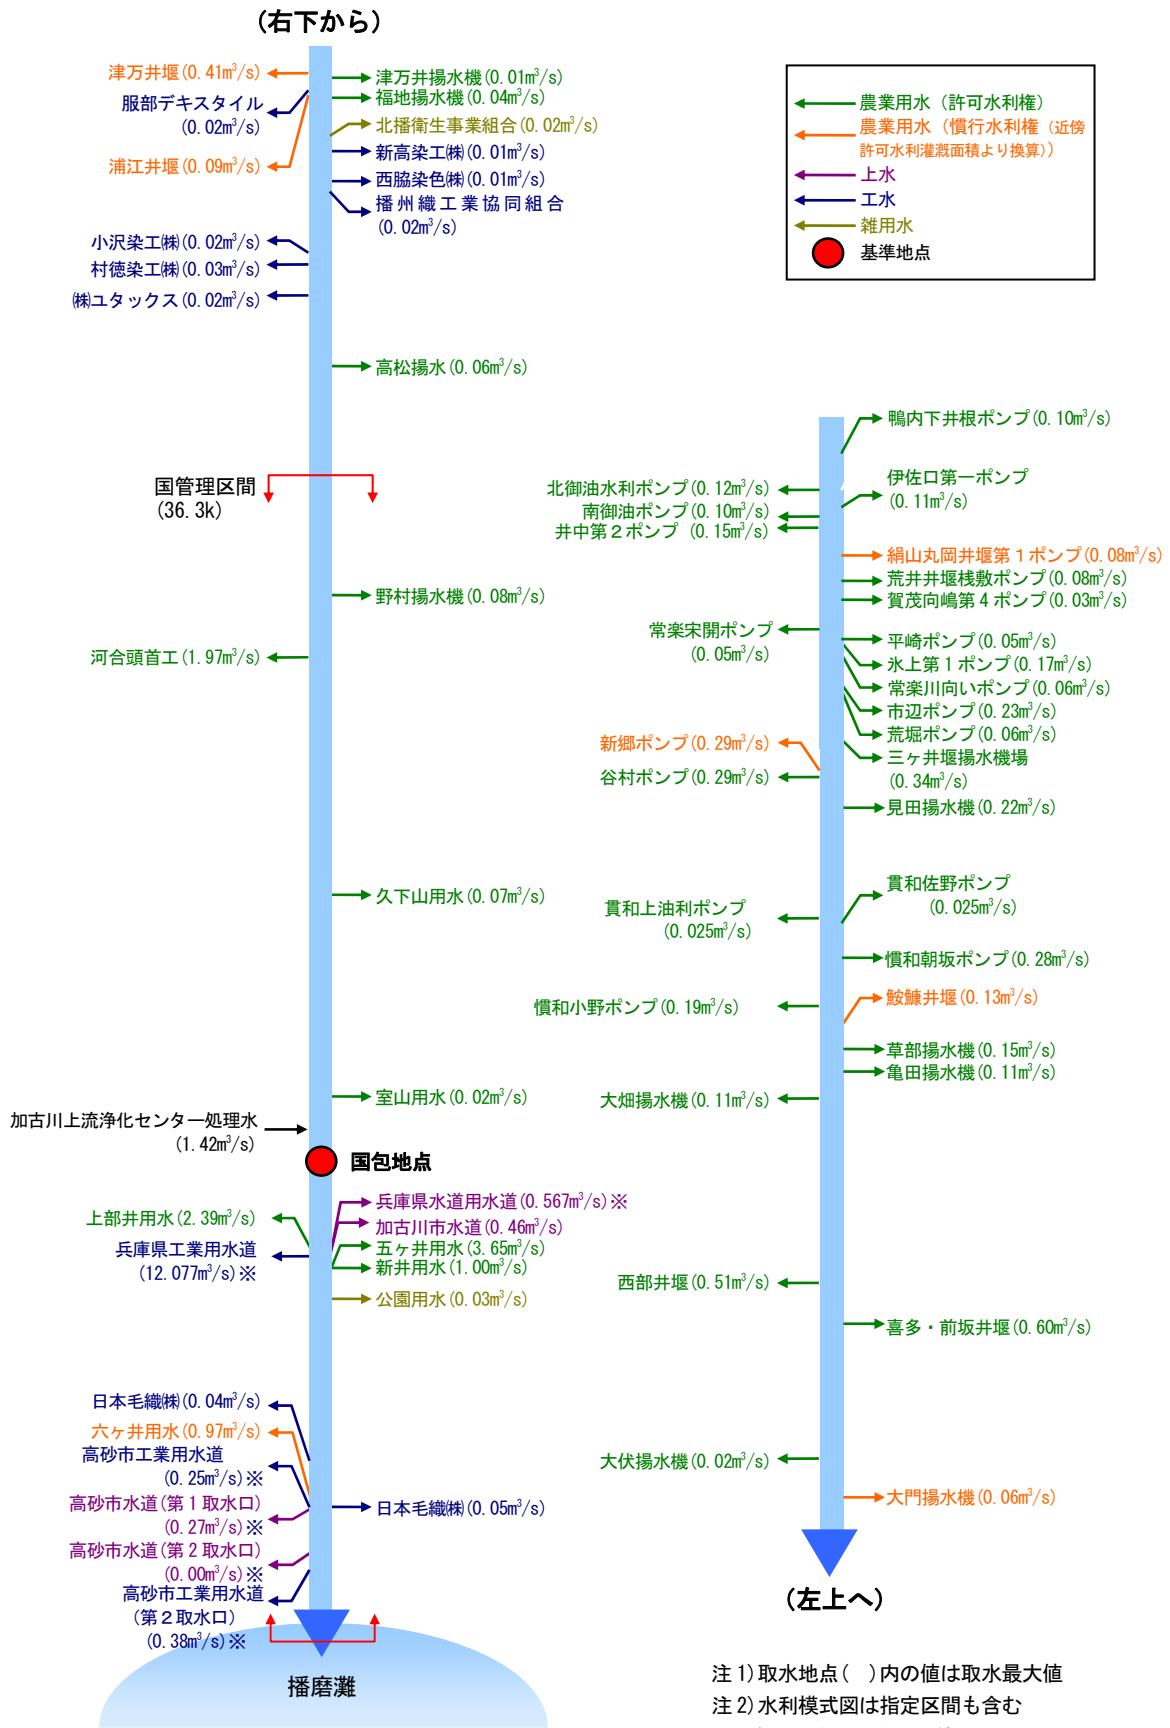 (右下から)
津万井堰(0.41m³/s)
服部テキスタイル
(0.02m³/s)
浦江井堰(0.09m³/s)
小沢染工㈱(0.02m³/s)
村徳染工㈱(0.03m³/s)
㈱ユタックス(0.02m³/s)
津万井揚水機(0.01m³/s)
福地揚水機(0.04m³/s)
北播衛生事業組合(0.02m³/s)
新高染工㈱(0.01m³/s)
西脇染色㈱(0.01m³/s)
播州織工業協同組合
(0.02m³/s)
高松揚水(0.06m³/s)
国管理区間
(36.3k)
野村揚水機(0.08m³/s)
河合頭首工(1.97m³/s)
久下山用水(0.07m³/s)
室山用水(0.02m³/s)
加古川上流浄化センター処理水
(1.42m³/s)
国包地点
上部井用水(2.39m³/s)
兵庫県工業用水道
(12.077m³/s)※
兵庫県水道用水道(0.567m³/s)※
加古川市水道(0.46m³/s)
五ヶ井用水(3.65m³/s)
新井用水(1.00m³/s)
公園用水(0.03m³/s)
日本毛織㈱(0.04m³/s)
六ヶ井用水(0.97m³/s)
高砂市工業用水道
(0.25m³/s)※
高砂市水道(第1取水口)
(0.27m³/s)※
高砂市水道(第2取水口)
(0.00m³/s)※
高砂市工業用水道
(第2取水口)
(0.38m³/s)※
日本毛織㈱(0.05m³/s)
播磨灘
農業用水（許可水利権）
農業用水（慣行水利権（近傍
許可水利灌漑面積より換算））
上水
工水
雑用水
基準地点
鴨内下井根ポンプ(0.10m³/s)
伊佐口第一ポンプ
(0.11m³/s)
北御油水利ポンプ(0.12m³/s)
南御油ポンプ(0.10m³/s)
井中第2ポンプ (0.15m³/s)
絹山丸岡井堰第1ポンプ(0.08m³/s)
荒井井堰桟敷ポンプ(0.08m³/s)
賀茂向嶋第4ポンプ(0.03m³/s)
常楽宋開ポンプ
(0.05m³/s)
平崎ポンプ(0.05m³/s)
氷上第1ポンプ(0.17m³/s)
常楽川向いポンプ(0.06m³/s)
市辺ポンプ(0.23m³/s)
荒堀ポンプ(0.06m³/s)
三ヶ井堰揚水機場
(0.34m³/s)
新郷ポンプ(0.29m³/s)
谷村ポンプ(0.29m³/s)
見田揚水機(0.22m³/s)
貫和佐野ポンプ
(0.025m³/s)
貫和上油利ポンプ
(0.025m³/s)
慣和朝坂ポンプ(0.28m³/s)
鮟鱇井堰(0.13m³/s)
慣和小野ポンプ(0.19m³/s)
草部揚水機(0.15m³/s)
亀田揚水機(0.11m³/s)
大畑揚水機(0.11m³/s)
西部井堰(0.51m³/s)
喜多・前坂井堰(0.60m³/s)
大伏揚水機(0.02m³/s)
大門揚水機(0.06m³/s)
(左上へ)
注1)取水地点(　)内の値は取水最大値
注2)水利模式図は指定区間も含む